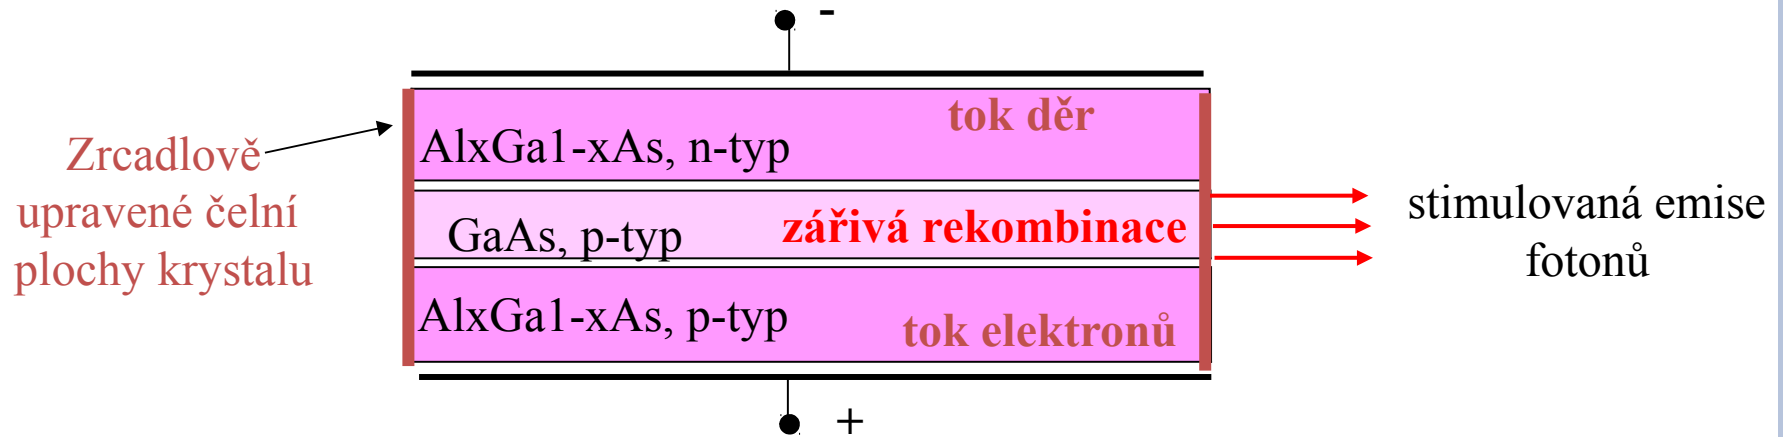 -
tok děr
AlxGa1-xAs, n-typ
Zrcadlově
upravené čelní
plochy krystalu
GaAs, p-typ
zářivá rekombinace
stimulovaná emise
fotonů
AlxGa1-xAs, p-typ
tok elektronů
+